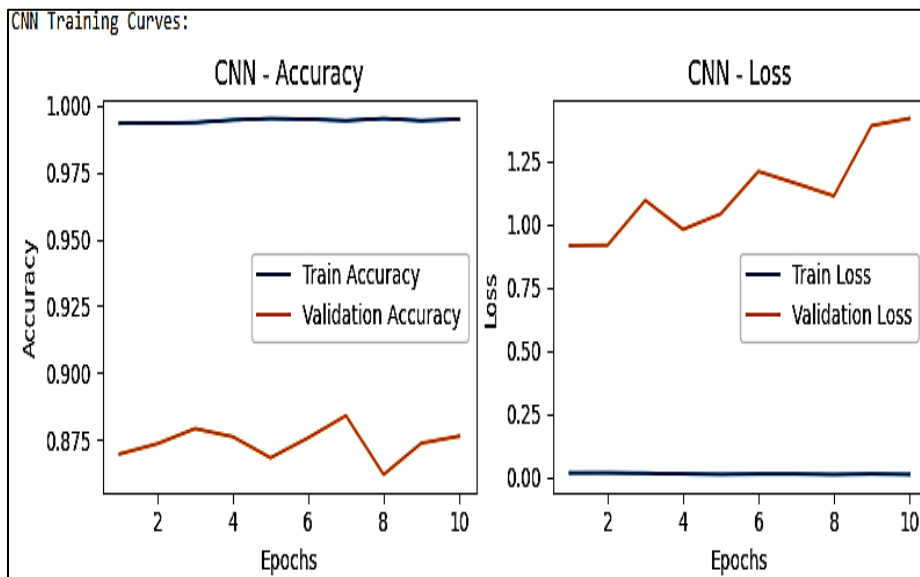 CNN Training Curves:
CNN - Accuracy
1.000
0.975
0.950
0.925
0.900
0.875
Accuracy
Train Accuracy
Validation Accuracy
2 4 6 8 10
Epochs
CNN - Loss
1.25
1.00
0.75
0.50
0.25
0.00
Loss
Train Loss
Validation Loss
2 4 6 8 10
Epochs